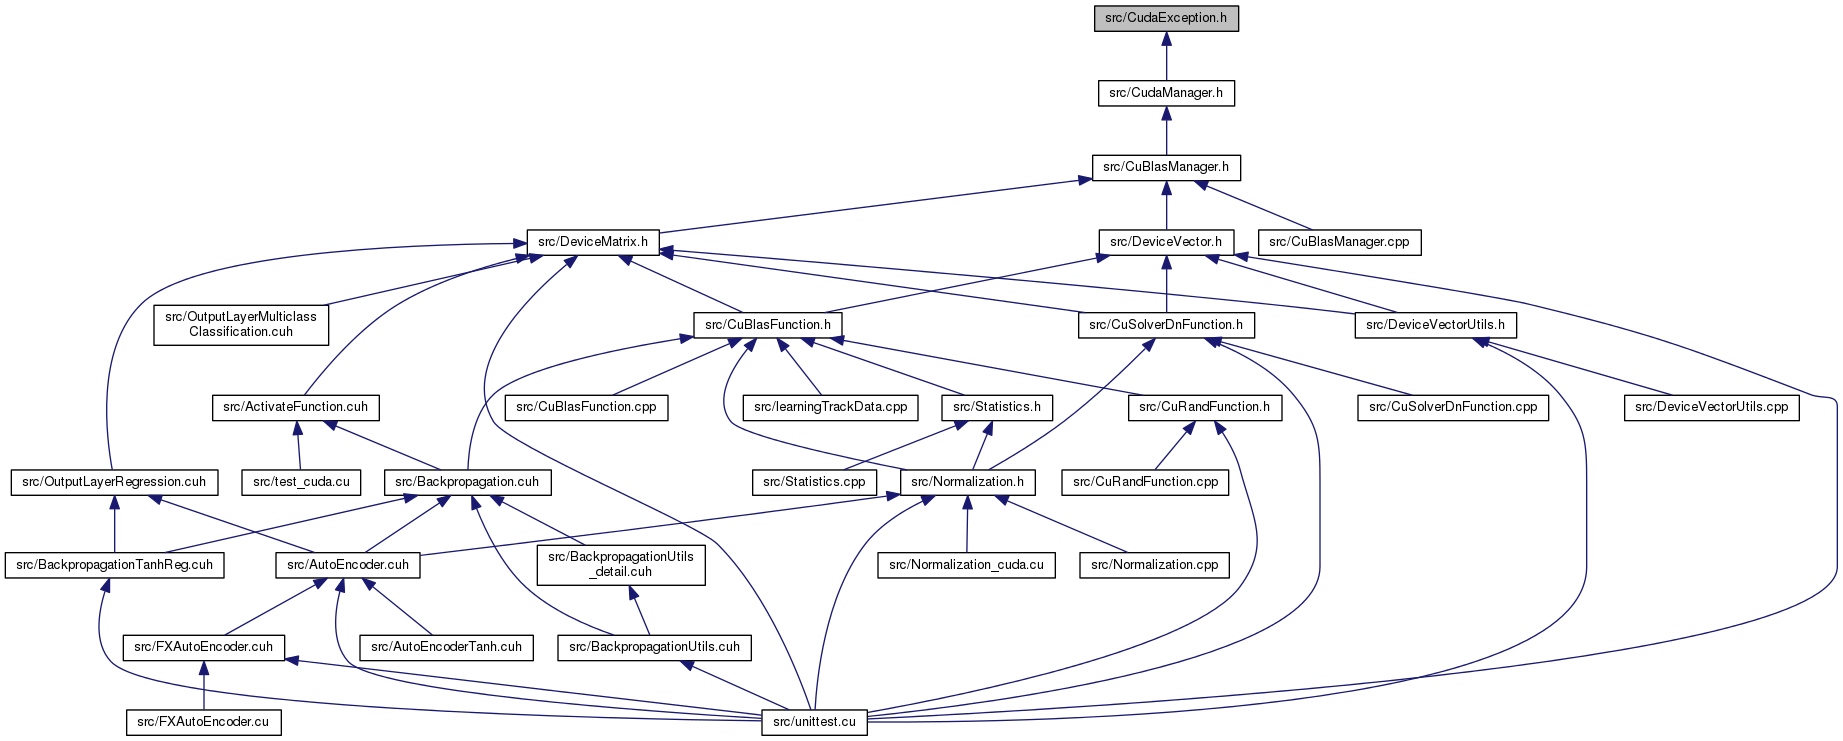 src/CudaException.h
src/CudaManager.h
src/CuBlasManager.h
src/DeviceMatrix.h
src/DeviceVector.h
src/CuBlasManager.cpp
src/OutputLayerMulticlass
Classification.cuh
src/CuBlasFunction.h
src/CuSolverDnFunction.h
src/DeviceVectorUtils.h
src/ActivateFunction.cuh
src/CuBlasFunction.cpp
src/learningTrackData.cpp
src/Statistics.h
src/CuRandFunction.h
src/CuSolverDnFunction.cpp
src/DeviceVectorUtils.cpp
src/OutputLayerRegression.cuh
src/test_cuda.cu
src/Backpropagation.cuh
src/Statistics.cpp
src/Normalization.h
src/CuRandFunction.cpp
src/BackpropagationTanhReg.cuh
src/AutoEncoder.cuh
src/BackpropagationUtils
_detail.cuh
src/Normalization_cuda.cu
src/Normalization.cpp
src/FXAutoEncoder.cuh
src/AutoEncoderTanh.cuh
src/BackpropagationUtils.cuh
src/FXAutoEncoder.cu
src/unittest.cu